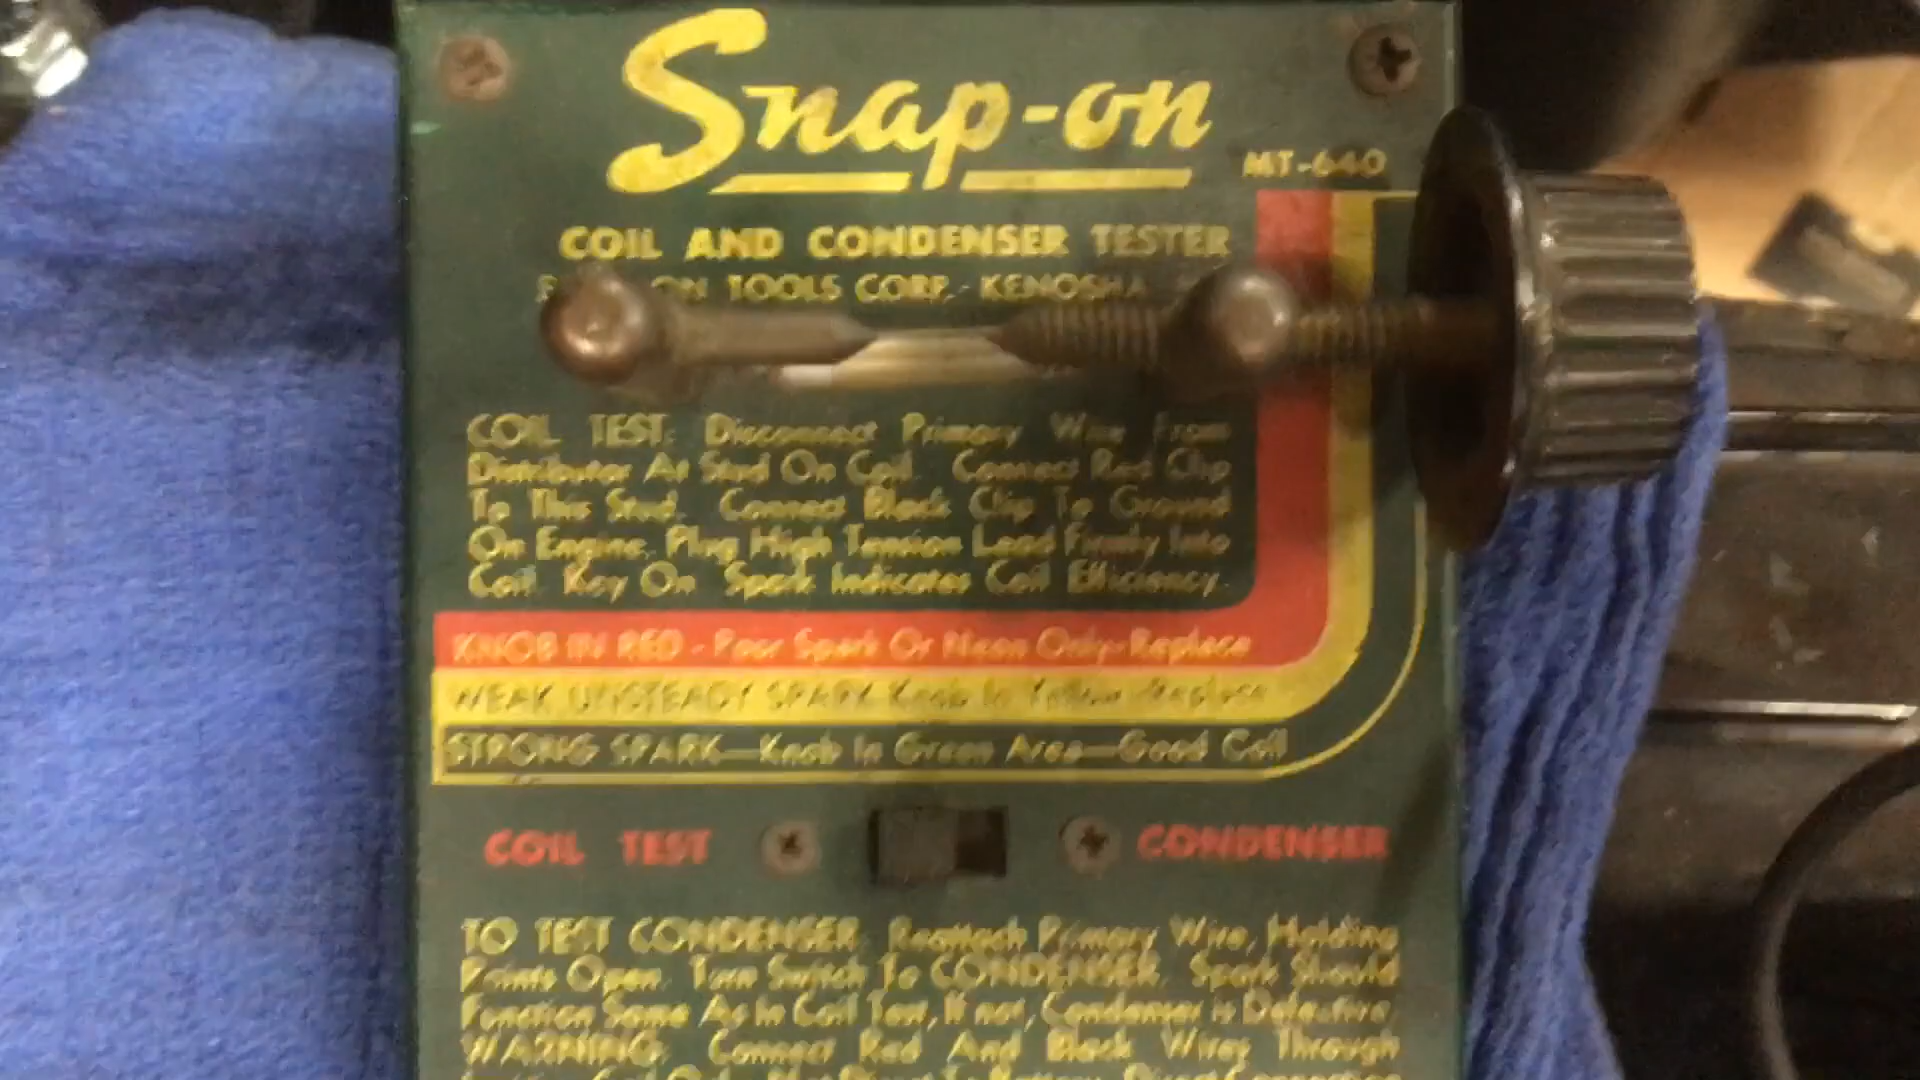 Snap-on
MT-640
COIL AND CONDENSER TESTER
ON TOOLS CORP. KENOSHA
COIL TEST: Disconnect Primary Wire From
Distributor At Stud On Coil. Connect Red Clip
To This Stud. Connect Black Clip To Ground
On Engine. Plug High Tension Lead Firmly Into
Coil. Key On. Spark Indicates Coil Efficiency.
KNOB IN RED - Poor Spark Or Neon Only-Replace
WEAK UNSTEADY SPARK-Knob In Yellow-Replace
STRONG SPARK—Knob In Green Area—Good Coil
COIL TEST
CONDENSER
TO TEST CONDENSER. Reattach Primary Wire, Holding
Points Open. Turn Switch To CONDENSER. Spark Should
Function Same As In Coil Test, If not, Condenser is Defective.
WARNING: Connect Red And Black Wires Through